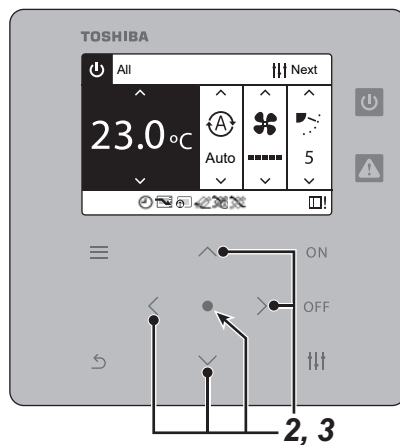 TOSHIBA
All Next
23.0 °C Auto 5
ON
OFF
2, 3